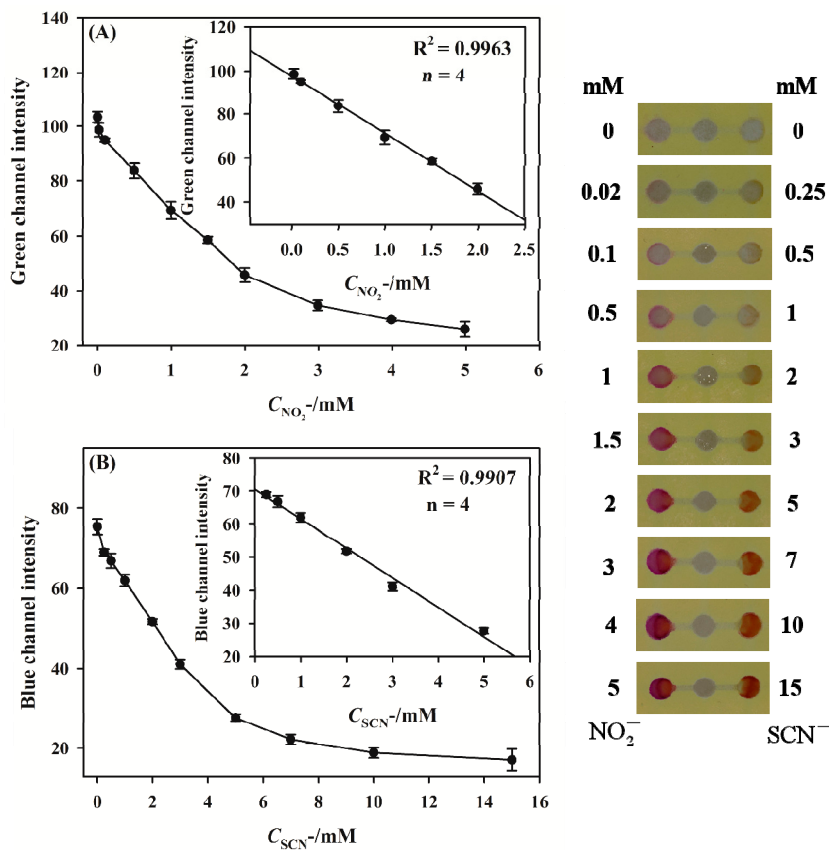 (A)
Green channel intensity
140
120
100
80
60
40
20
0 1 2 3 4 5 6
C NO2-/mM
R2 = 0.9963
n = 4
Green channel intensity
120
100
80
60
40
0.0 0.5 1.0 1.5 2.0 2.5
C NO2-/mM
(B)
Blue channel intensity
80
60
40
20
0 2 4 6 8 10 12 14 16
C SCN-/mM
R2 = 0.9907
n = 4
Blue channel intensity
80
70
60
50
40
30
20
0 1 2 3 4 5 6
C SCN-/mM
mM mM
0 0
0.02 0.25
0.1 0.5
0.5 1
1 2
1.5 3
2 5
3 7
4 10
5 15
NO2− SCN−